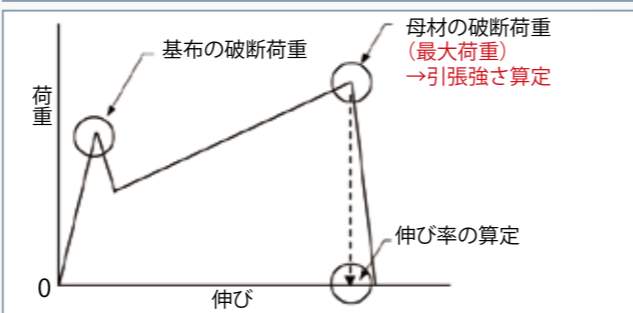 母材の破断荷重
(最大荷重)
→引張強さ算定
基布の破断荷重
荷重
伸び率の算定
0
伸び